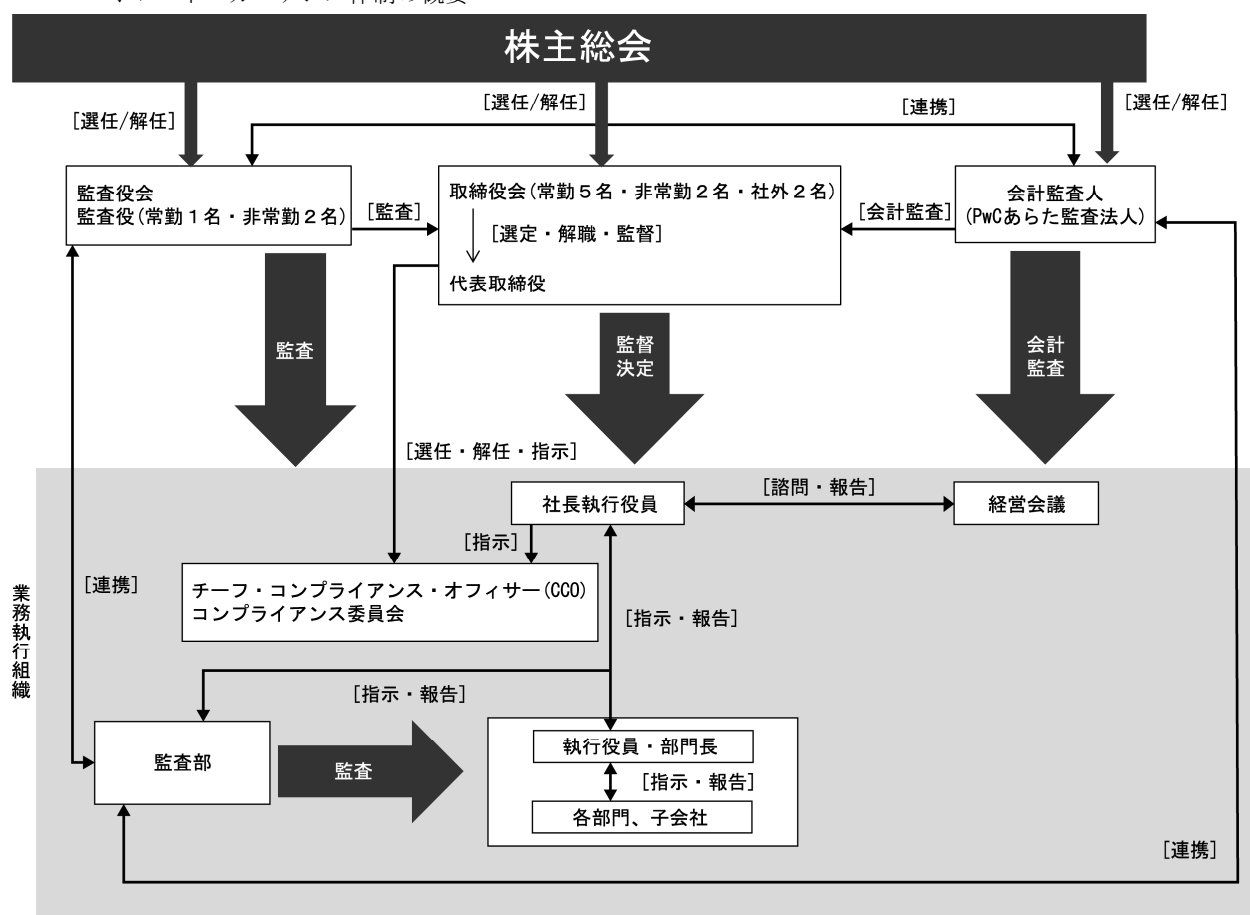 株主総会
[選任/解任]
[選任/解任]
[連携]
[選任/解任]
監査役会
監査役(常勤１名・非常勤２名)
[監査]
取締役会(常勤５名・非常勤２名・社外２名)
[選定・解職・監督]
代表取締役
[会計監査]
会計監査人
(PwCあらた監査法人)
監査
監督
決定
会計
監査
[選任・解任・指示]
社長執行役員
[諮問・報告]
経営会議
[指示]
[連携]
チーフ・コンプライアンス・オフィサー(CCO)
コンプライアンス委員会
[指示・報告]
業務執行組織
[指示・報告]
監査部
監査
執行役員・部門長
[指示・報告]
各部門、子会社
[連携]